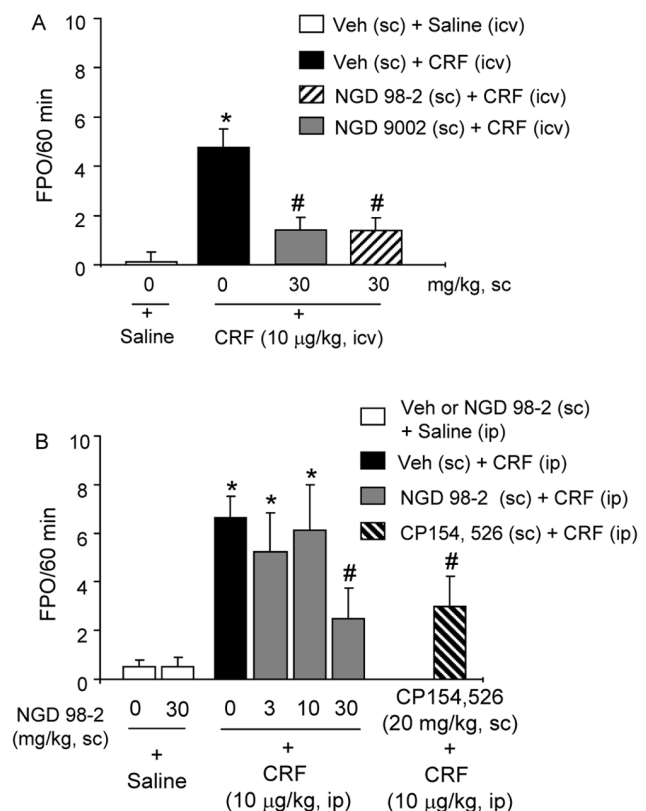 A
Veh (sc) + Saline (icv)
Veh (sc) + CRF (icv)
NGD 98-2 (sc) + CRF (icv)
NGD 9002 (sc) + CRF (icv)
FPO/60 min
10
8
6
4
2
0
*
#
#
0
0
30
30
mg/kg, sc
+
Saline
+
CRF (10 μg/kg, icv)
B
Veh or NGD 98-2 (sc)
+ Saline (ip)
Veh (sc) + CRF (ip)
NGD 98-2 (sc) + CRF (ip)
CP154, 526 (sc) + CRF (ip)
FPO/60 min
10
8
6
4
2
0
*
*
*
#
#
NGD 98-2
(mg/kg, sc)
0
30
0
3
10
30
+
Saline
+
CRF
(10 μg/kg, ip)
CP154,526
(20 mg/kg, sc)
+
CRF
(10 μg/kg, ip)